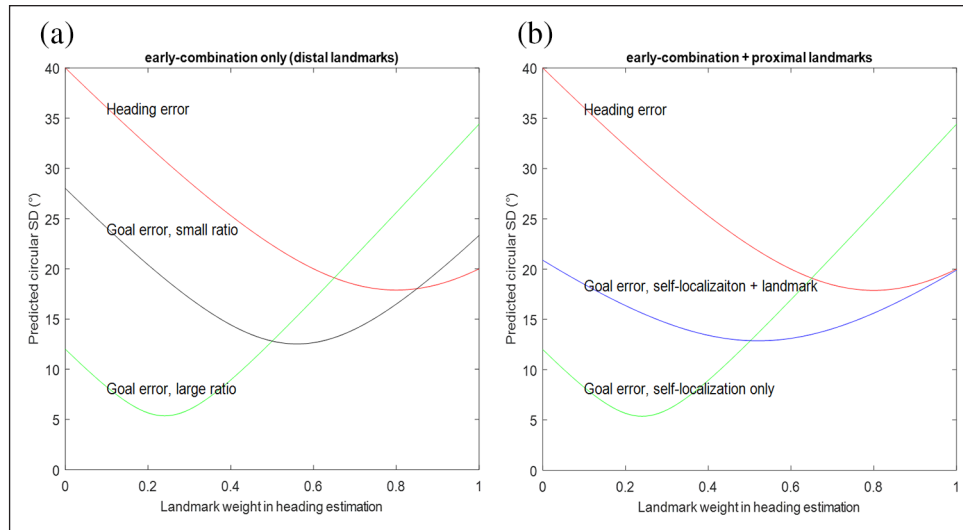 (a)
early-combination only (distal landmarks)
40
35
30
25
20
15
10
5
0
Predicted circular SD (°)
Heading error
Goal error, small ratio
Goal error, large ratio
0
0.2
0.4
0.6
0.8
1
Landmark weight in heading estimation
(b)
early-combination + proximal landmarks
40
35
30
25
20
15
10
5
0
Predicted circular SD (°)
Heading error
Goal error, self-localizaiton + landmark
Goal error, self-localization only
0
0.2
0.4
0.6
0.8
1
Landmark weight in heading estimation